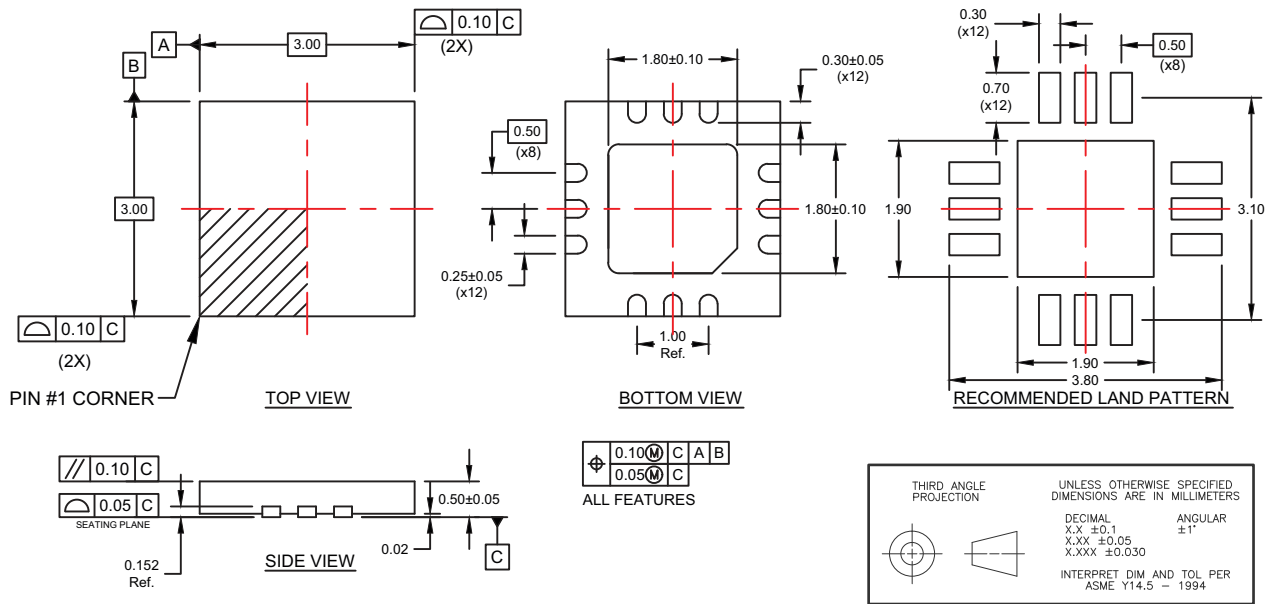 0.10 C
(2X)
A
3.00
B
3.00
0.10 C
(2X)
PIN #1 CORNER
TOP VIEW
1.80±0.10
0.30±0.05
(x12)
0.50
(x8)
1.80±0.10
0.25±0.05
(x12)
1.00
Ref.
BOTTOM VIEW
0.30
(x12)
0.50
(x8)
0.70
(x12)
1.90
3.10
1.90
3.80
RECOMMENDED LAND PATTERN
// 0.10 C
0.05 C
SEATING PLANE
0.152
Ref.
SIDE VIEW
0.50±0.05
0.02
C
0.10 M C A B
0.05 M C
ALL FEATURES
THIRD ANGLE
PROJECTION
UNLESS OTHERWISE SPECIFIED
DIMENSIONS ARE IN MILLIMETERS
DECIMAL ANGULAR
X.X ±0.1 ±1°
X.XX ±0.05
X.XXX ±0.030
INTERPRET DIM AND TOL PER
ASME Y14.5 – 1994